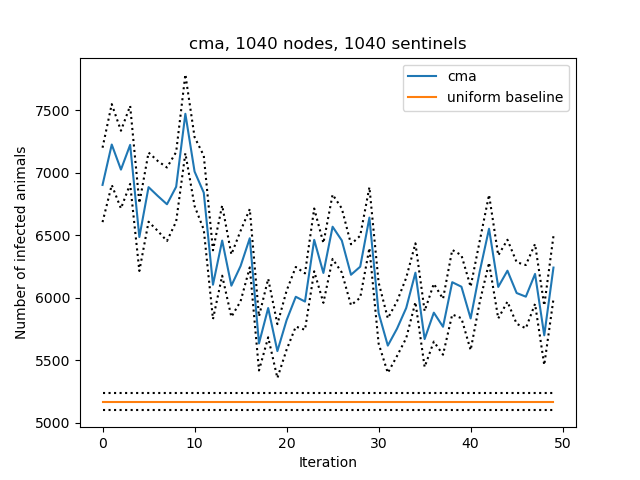 cma, 1040 nodes, 1040 sentinels
cma
uniform baseline
7500
7000
6500
6000
5500
5000
Number of infected animals
0
10
20
30
40
50
Iteration